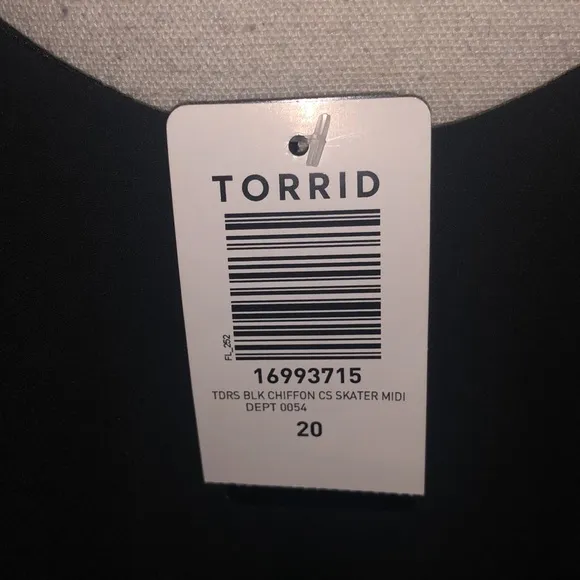 TORRID
FL_252
16993715
TDRS BLK CHIFFON CS SKATER MIDI
DEPT 0054
20